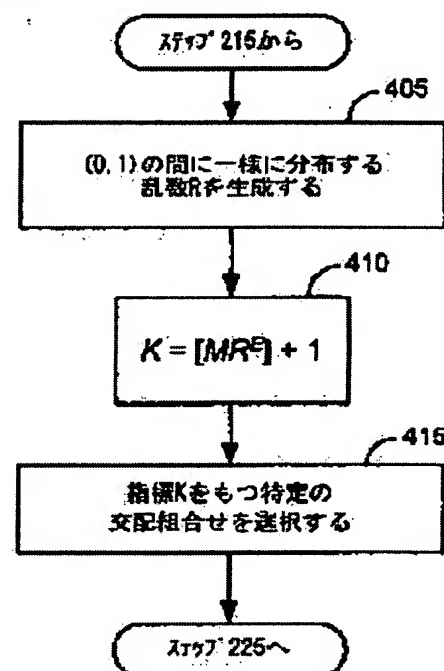 ステップ 215から
405
(0, 1)の間に一様に分布する
乱数Rを生成する
410
K = [MR^E] + 1
415
指標Kをもつ特定の
交配組合せを選択する
ステップ 225へ